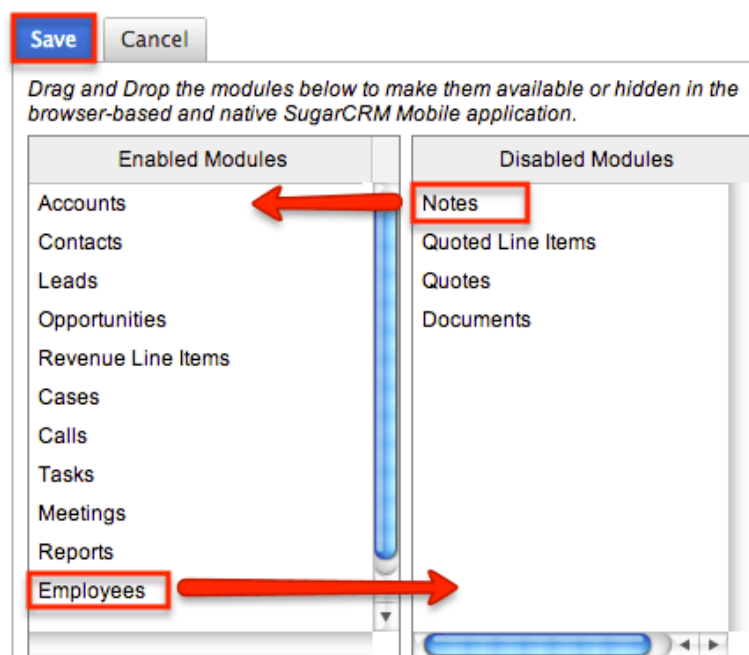 Save Cancel
Drag and Drop the modules below to make them available or hidden in the
browser-based and native SugarCRM Mobile application.
Enabled Modules
Accounts
Contacts
Leads
Opportunities
Revenue Line Items
Cases
Calls
Tasks
Meetings
Reports
Employees
Disabled Modules
Notes
Quoted Line Items
Quotes
Documents